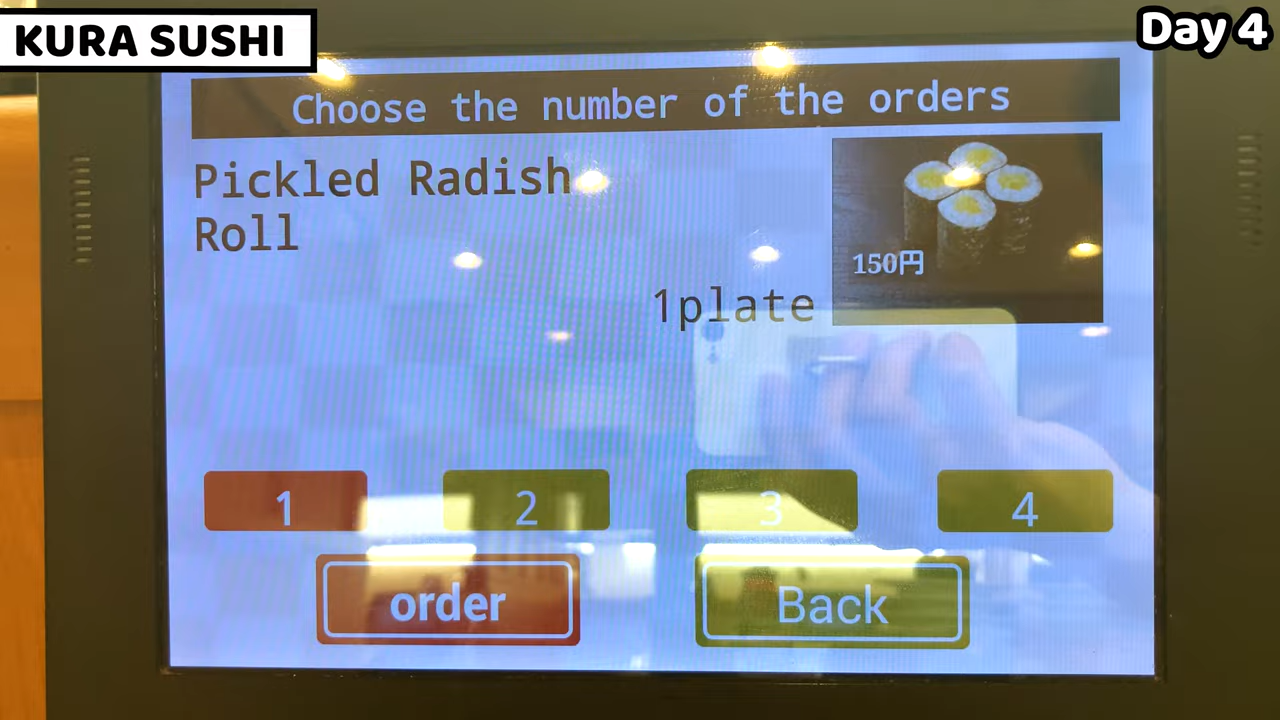 KURA SUSHI
Day 4
Choose the number of the orders
Pickled Radish
Roll
150円
1plate
1
2
3
4
order
Back